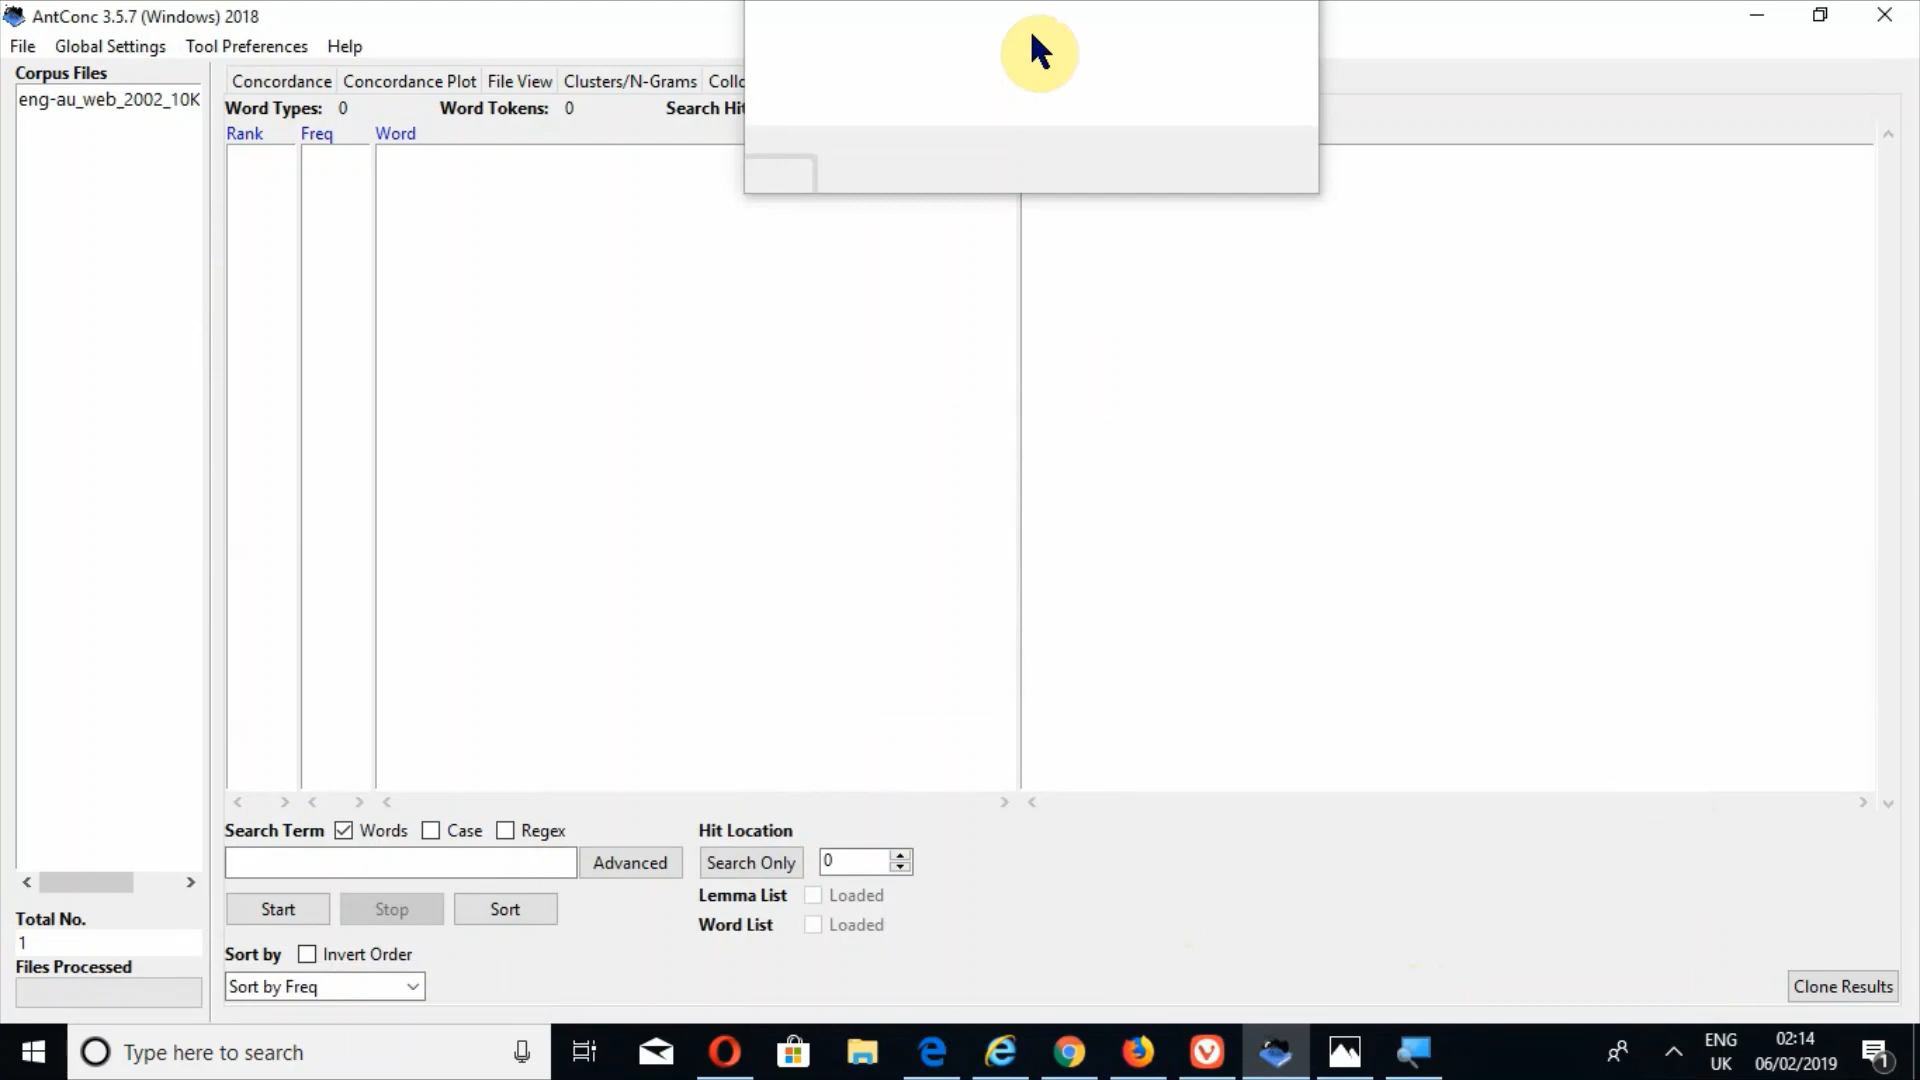 AntConc 3.5.7 (Windows) 2018
File Global Settings Tool Preferences Help
Corpus Files
eng-au_web_2002_10K
Concordance Concordance Plot File View Clusters/N-Grams
Word Types: 0 Word Tokens: 0 Search Hit
Rank Freq Word
Search Term Words Case Regex
Advanced
Start Stop Sort
Sort by Invert Order
Sort by Freq
Hit Location
Search Only 0
Lemma List Loaded
Word List Loaded
Total No.
1
Files Processed
Clone Results
Type here to search
ENG
UK
02:14
06/02/2019
1